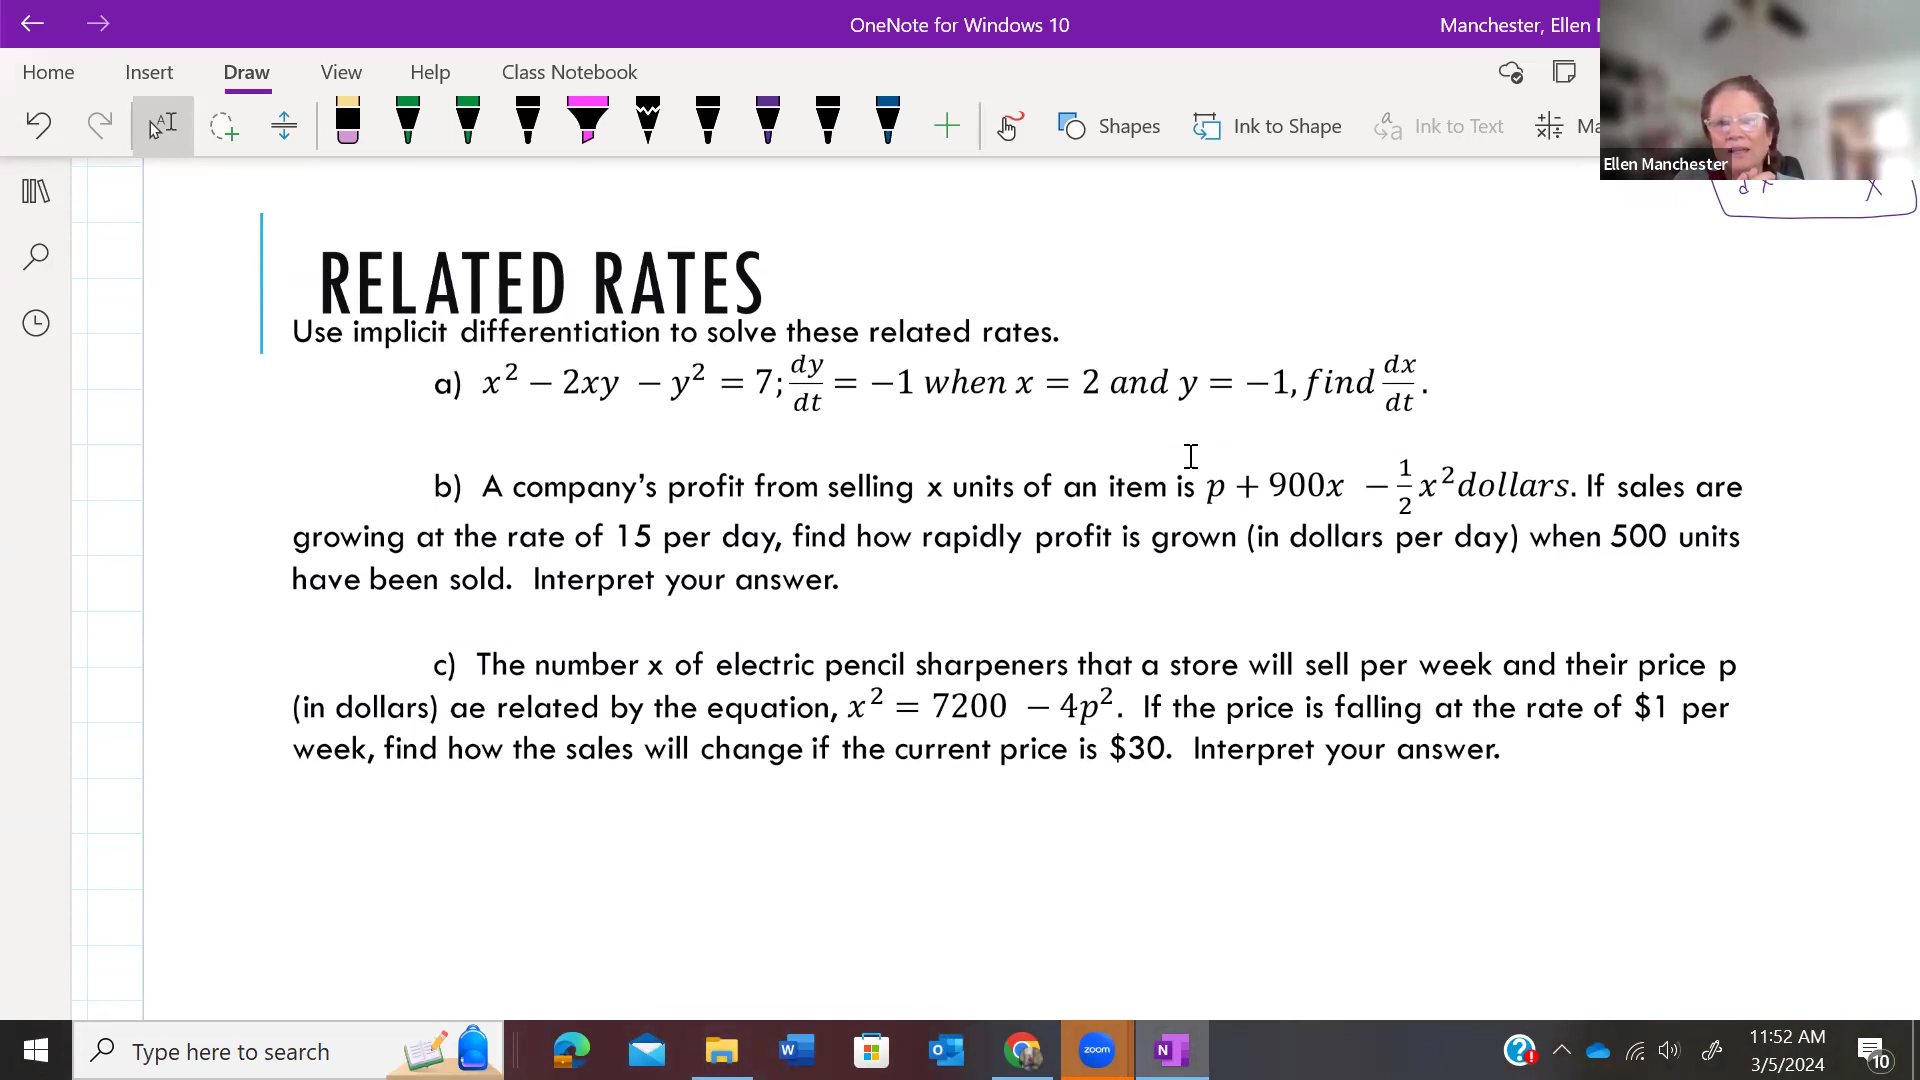 OneNote for Windows 10
Manchester, Ellen
Home Insert Draw View Help Class Notebook
Shapes Ink to Shape Ink to Text Ma
Ellen Manchester
dx x
RELATED RATES
Use implicit differentiation to solve these related rates.
a) x² − 2xy − y² = 7; dy/dt = −1 when x = 2 and y = −1, find dx/dt.
b) A company's profit from selling x units of an item is p + 900x − 1/2 x² dollars. If sales are
growing at the rate of 15 per day, find how rapidly profit is grown (in dollars per day) when 500 units
have been sold. Interpret your answer.
c) The number x of electric pencil sharpeners that a store will sell per week and their price p
(in dollars) ae related by the equation, x² = 7200 − 4p². If the price is falling at the rate of $1 per
week, find how the sales will change if the current price is $30. Interpret your answer.
Type here to search
zoom
11:52 AM
3/5/2024
10